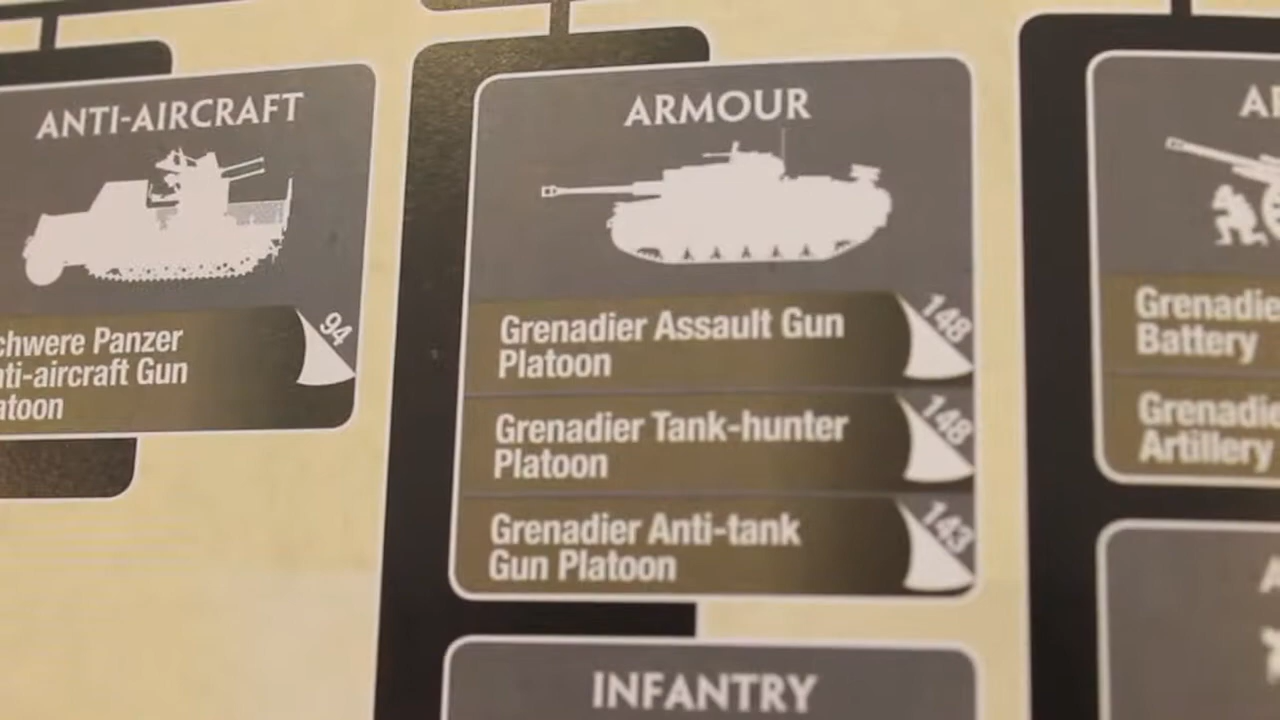 ANTI-AIRCRAFT
chwere Panzer
nti-aircraft Gun
atoon
94
ARMOUR
Grenadier Assault Gun
Platoon
148
Grenadier Tank-hunter
Platoon
148
Grenadier Anti-tank
Gun Platoon
143
INFANTRY
Grenadie
Battery
Grenadie
Artillery